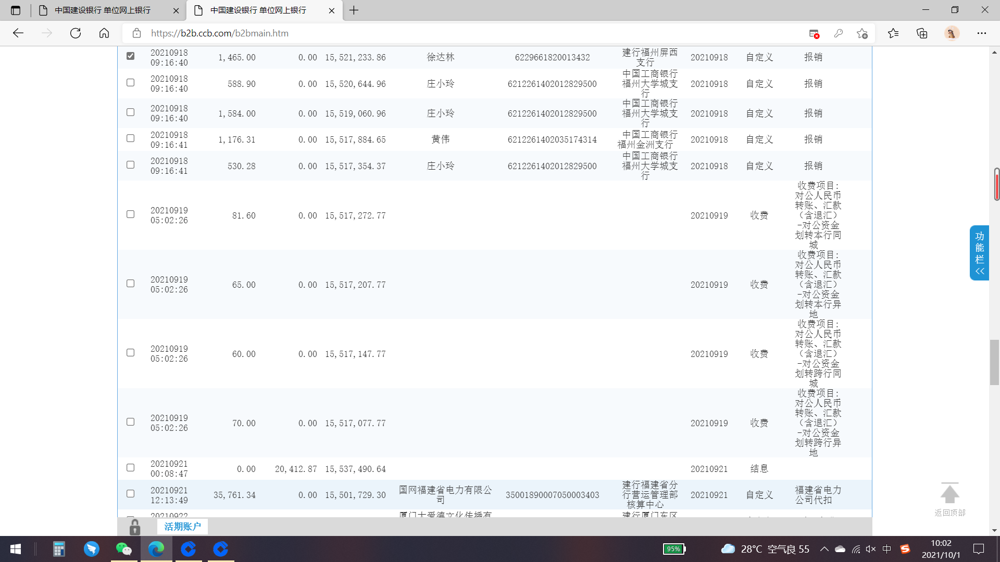 中国建设银行 单位网上银行
中国建设银行 单位网上银行
https://b2b.ccb.com/b2bmain.htm
20210918
09:16:40
1,465.00
0.00
15,521,233.86
徐达林
6229661820013432
建行福州屏西
支行
20210918
自定义
报销
20210918
09:16:40
588.90
0.00
15,520,644.96
庄小玲
6212261402012829500
中国工商银行
福州大学城支
行
20210918
自定义
报销
20210918
09:16:40
1,584.00
0.00
15,519,060.96
庄小玲
6212261402012829500
中国工商银行
福州大学城支
行
20210918
自定义
报销
20210918
09:16:41
1,176.31
0.00
15,517,884.65
黄伟
6212261402035174314
中国工商银行
福州金洲支行
20210918
自定义
报销
20210918
09:16:41
530.28
0.00
15,517,354.37
庄小玲
6212261402012829500
中国工商银行
福州大学城支
行
20210918
自定义
报销
20210919
05:02:26
81.60
0.00
15,517,272.77
20210919
收费
收费项目:
对公人民币
转账、汇款
（含退汇）
-对公资金
划转本行同
城
20210919
05:02:26
65.00
0.00
15,517,207.77
20210919
收费
收费项目:
对公人民币
转账、汇款
（含退汇）
-对公资金
划转本行异
地
20210919
05:02:26
60.00
0.00
15,517,147.77
20210919
收费
收费项目:
对公人民币
转账、汇款
（含退汇）
-对公资金
划转跨行同
城
20210919
05:02:26
70.00
0.00
15,517,077.77
20210919
收费
收费项目:
对公人民币
转账、汇款
（含退汇）
-对公资金
划转跨行异
地
20210921
00:08:47
0.00
20,412.87
15,537,490.64
20210921
结息
20210921
12:13:49
35,761.34
0.00
15,501,729.30
国网福建省电力有限公
司
35001890007050003403
建行福建省分
行营运管理部
核算中心
20210921
自定义
福建省电力
公司代扣
20210922
厦门大爱德文化传播有
建行厦门东区
功
能
栏
<<
返回顶部
活期账户
95%
28°C 空气良 55
中
10:02
2021/10/1